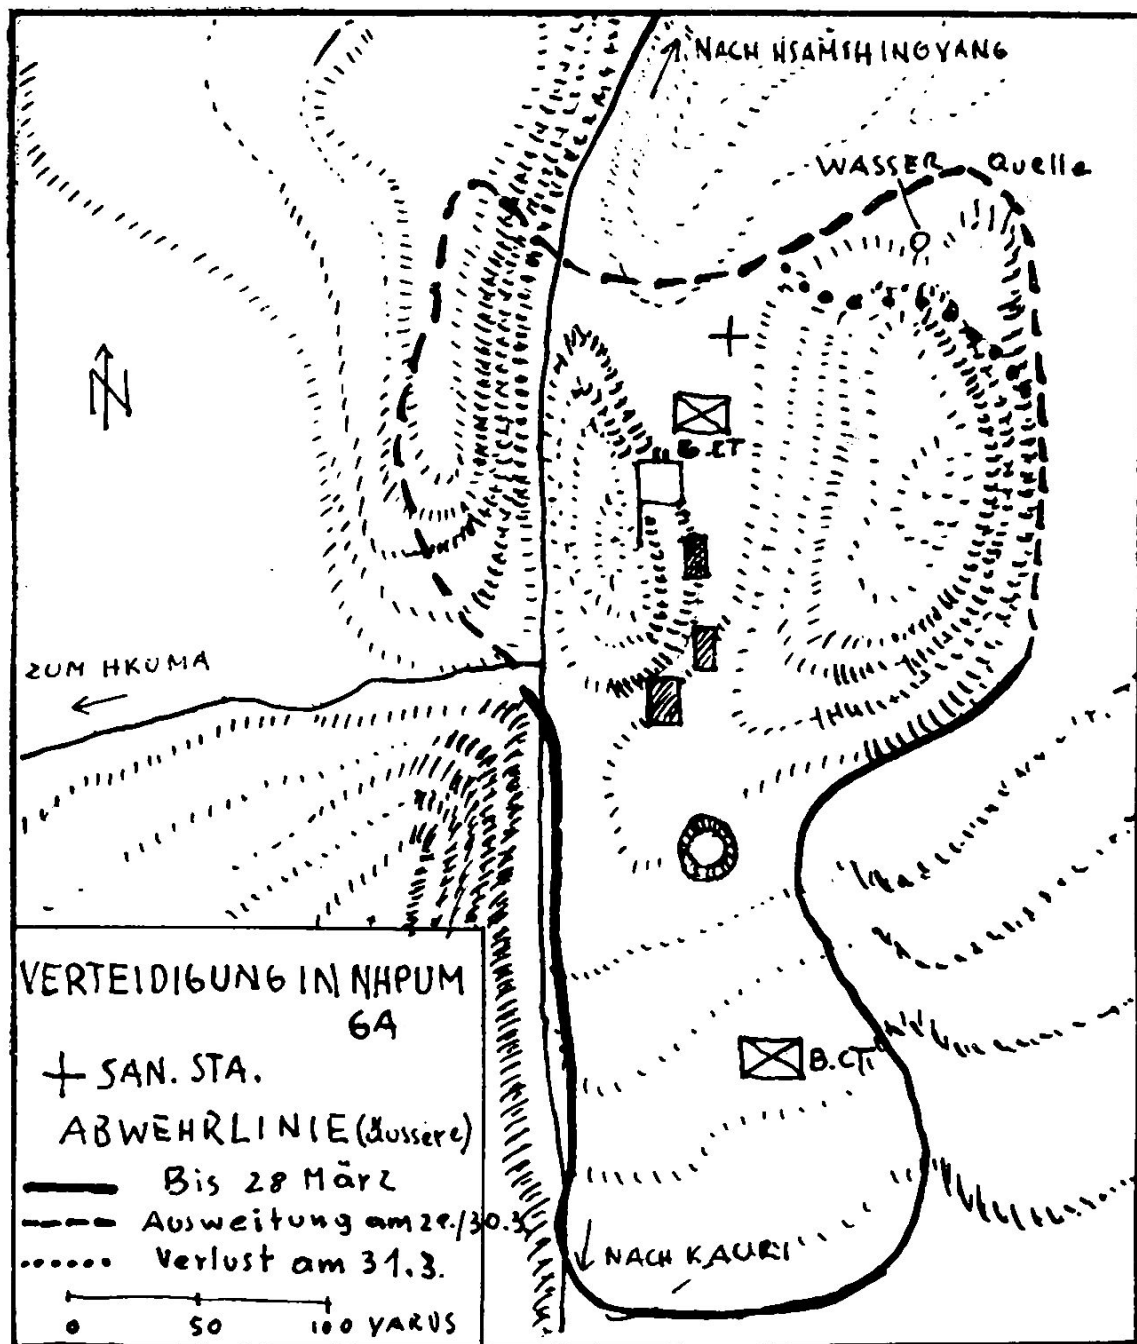 NACH HSAMSHINGYANG
WASSER Quelle
N
B.CT
ZUM HKUMA
B.CT.
NACH KAURI
VERTEIDIGUNG IN NHPUM
GA
SAN. STA.
ABWEHRLINIE (äussere)
Bis 28 März
Ausweitung am 29./30.3.
Verlust am 31.3.
0 50 100 YARUS